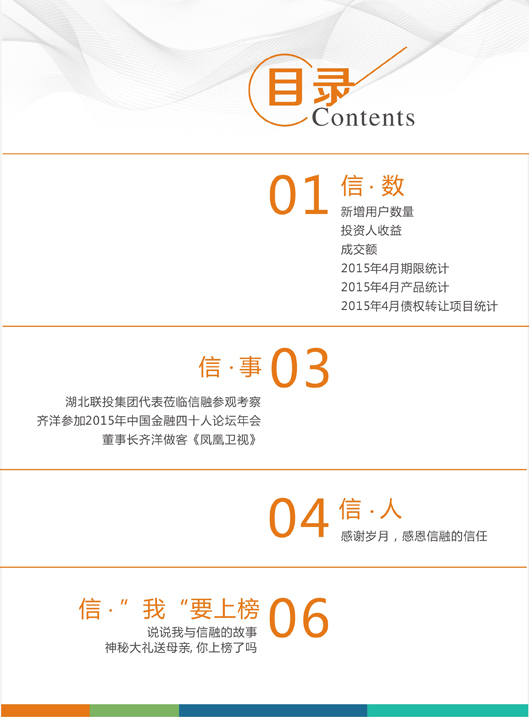 目录
Contents
01 信·数
新增用户数量
投资人收益
成交额
2015年4月期限统计
2015年4月产品统计
2015年4月债权转让项目统计
信·事 03
湖北联投集团代表莅临信融参观考察
齐洋参加2015年中国金融四十人论坛年会
董事长齐洋做客《凤凰卫视》
04 信·人
感谢岁月，感恩信融的信任
信·”我“要上榜 06
说说我与信融的故事
神秘大礼送母亲, 你上榜了吗